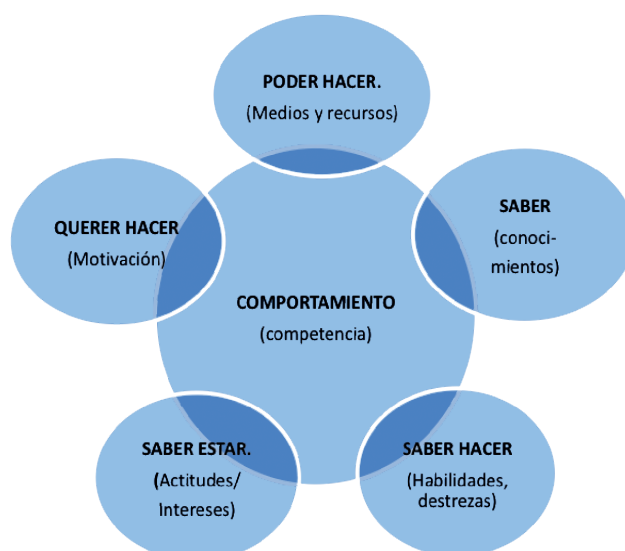 PODER HACER.
(Medios y recursos)
QUERER HACER
(Motivación)
SABER
(conoci-
mientos)
COMPORTAMIENTO
(competencia)
SABER ESTAR.
(Actitudes/
Intereses)
SABER HACER
(Habilidades,
destrezas)